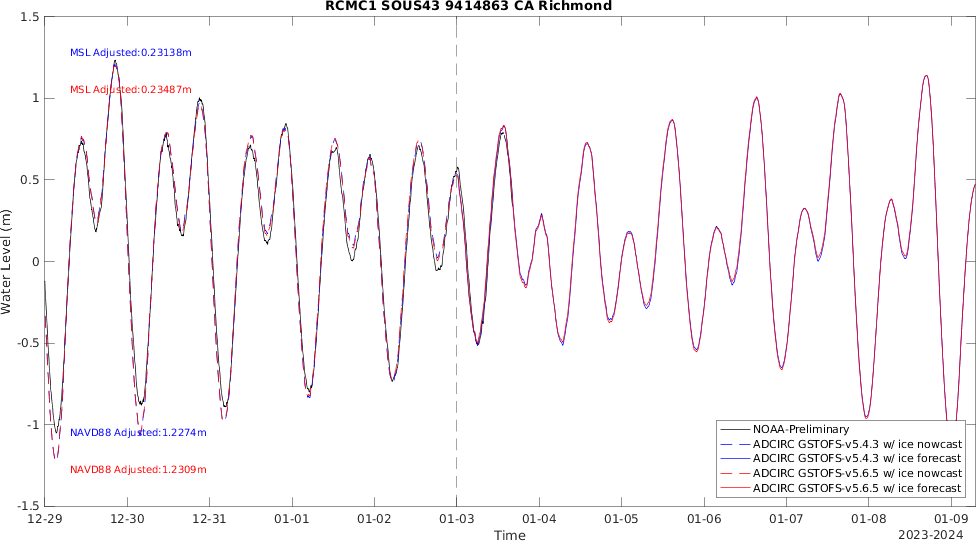 RCMC1 SOUS43 9414863 CA Richmond
1.5
1
0.5
0
-0.5
-1
-1.5
Water Level (m)
MSL Adjusted:0.23138m
MSL Adjusted:0.23487m
NAVD88 Adjusted:1.2274m
NAVD88 Adjusted:1.2309m
NOAA-Preliminary
ADCIRC GSTOFS-v5.4.3 w/ ice nowcast
ADCIRC GSTOFS-v5.4.3 w/ ice forecast
ADCIRC GSTOFS-v5.6.5 w/ ice nowcast
ADCIRC GSTOFS-v5.6.5 w/ ice forecast
12-29 12-30 12-31 01-01 01-02 01-03 01-04 01-05 01-06 01-07 01-08 01-09
Time
2023-2024